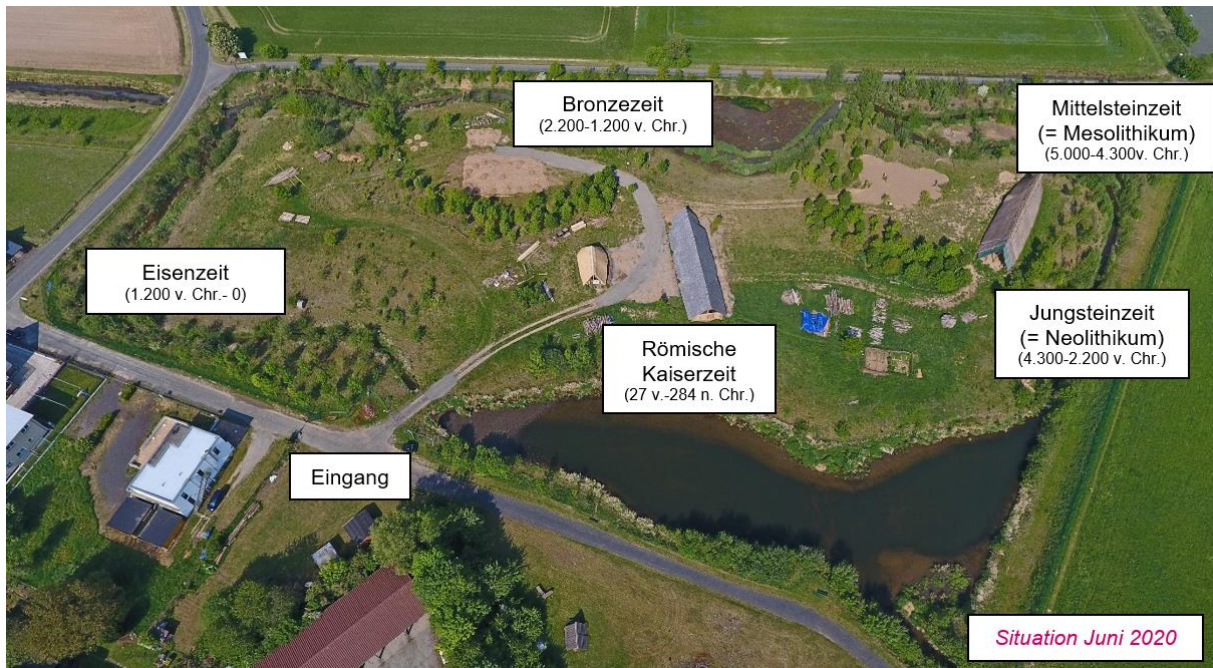 Bronzezeit
(2.200-1.200 v. Chr.)
Mittelsteinzeit
(= Mesolithikum)
(5.000-4.300v. Chr.)
Eisenzeit
(1.200 v. Chr.- 0)
Römische
Kaiserzeit
(27 v.-284 n. Chr.)
Jungsteinzeit
(= Neolithikum)
(4.300-2.200 v. Chr.)
Eingang
Situation Juni 2020